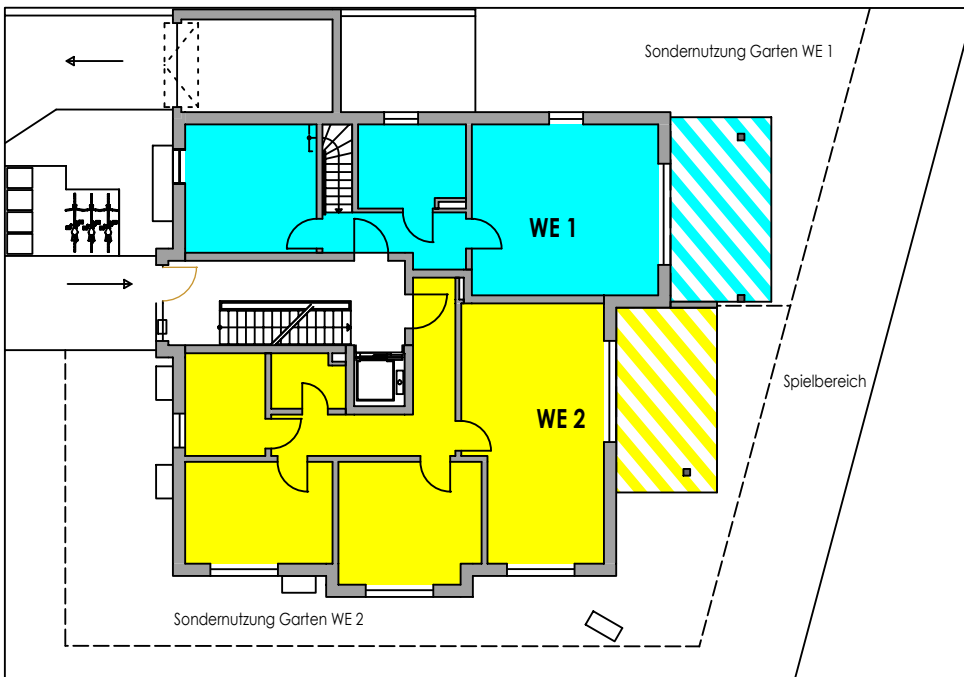 Sondernutzung Garten WE 1
WE 1
Spielbereich
WE 2
Sondernutzung Garten WE 2